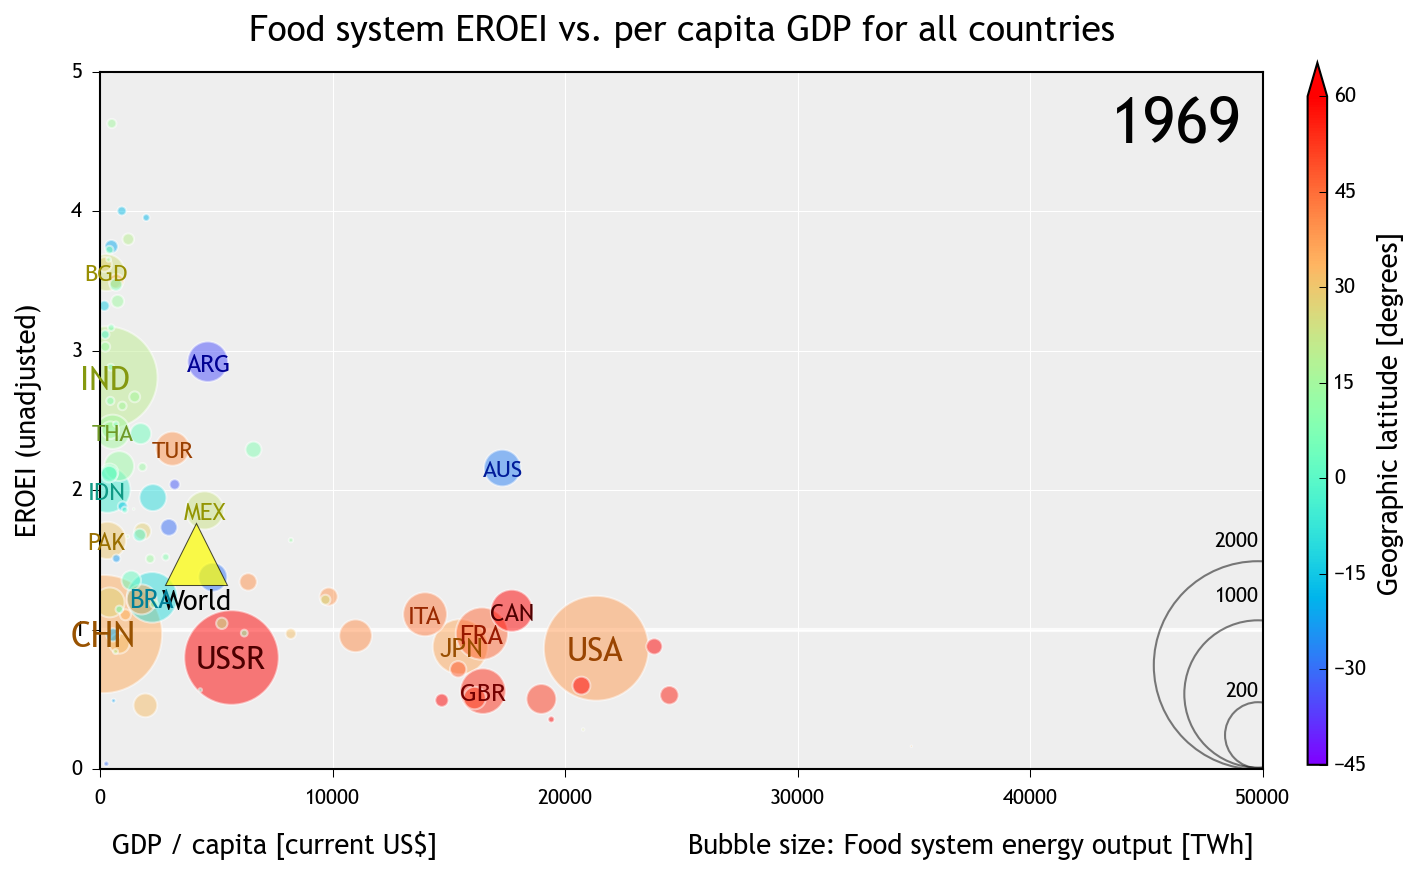 Food system EROEI vs. per capita GDP for all countries
1969
5
4
3
2
1
0
EROEI (unadjusted)
BGD
IND
ARG
THA
TUR
AUS
IDN
MEX
PAK
BRA
World
ITA
CAN
CHN
FRA
JPN
USA
USSR
GBR
2000
1000
200
0
10000
20000
30000
40000
50000
GDP / capita [current US$]
Bubble size: Food system energy output [TWh]
60
45
30
15
0
−15
−30
−45
Geographic latitude [degrees]